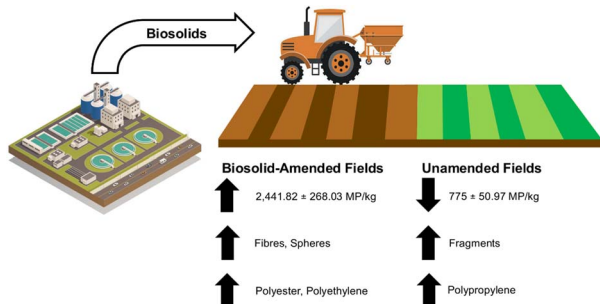 Biosolids
Biosolid-Amended Fields
2,441.82 ± 268.03 MP/kg
Fibres, Spheres
Polyester, Polyethylene
Unamended Fields
775 ± 50.97 MP/kg
Fragments
Polypropylene